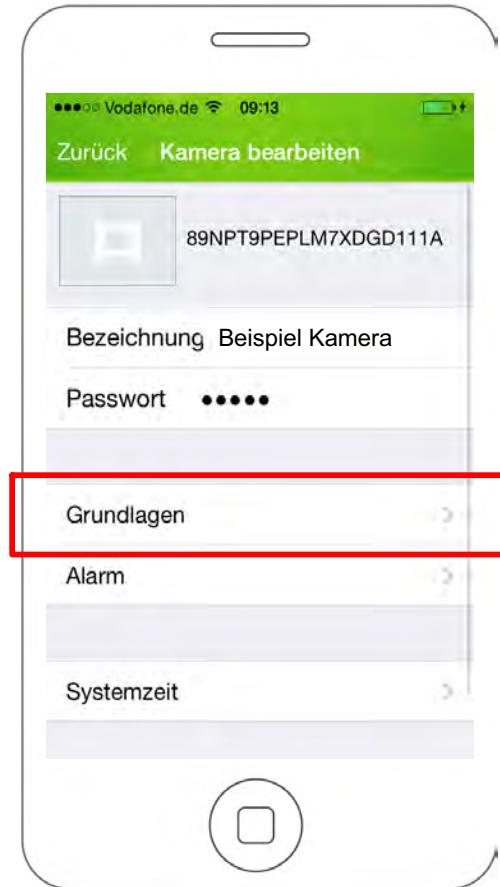 Vodafone.de 09:13
Zurück Kamera bearbeiten
89NPT9PEPLM7XDGD111A
Bezeichnung Beispiel Kamera
Passwort •••••
Grundlagen
Alarm
Systemzeit